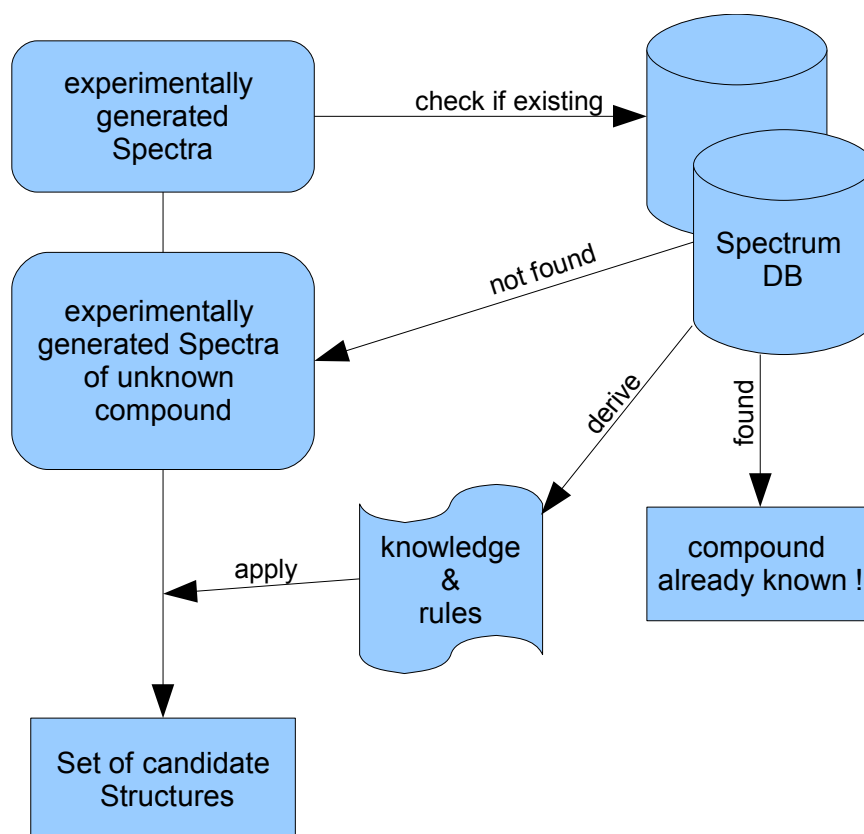 experimentally
generated
Spectra
check if existing
Spectrum
DB
not found
experimentally
generated Spectra
of unknown
compound
derive
found
knowledge
&
rules
apply
compound
already known !
Set of candidate
Structures